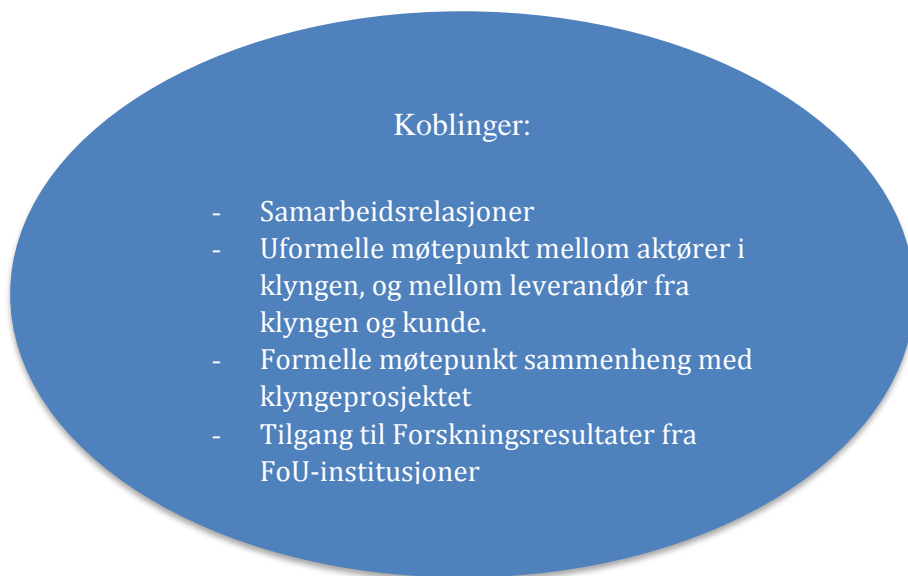 Koblinger:
- Samarbeidsrelasjoner
- Uformelle møtepunkt mellom aktører i
klyngen, og mellom leverandør fra
klyngen og kunde.
- Formelle møtepunkt sammenheng med
klyngeprosjektet
- Tilgang til Forskningsresultater fra
FoU-institusjoner